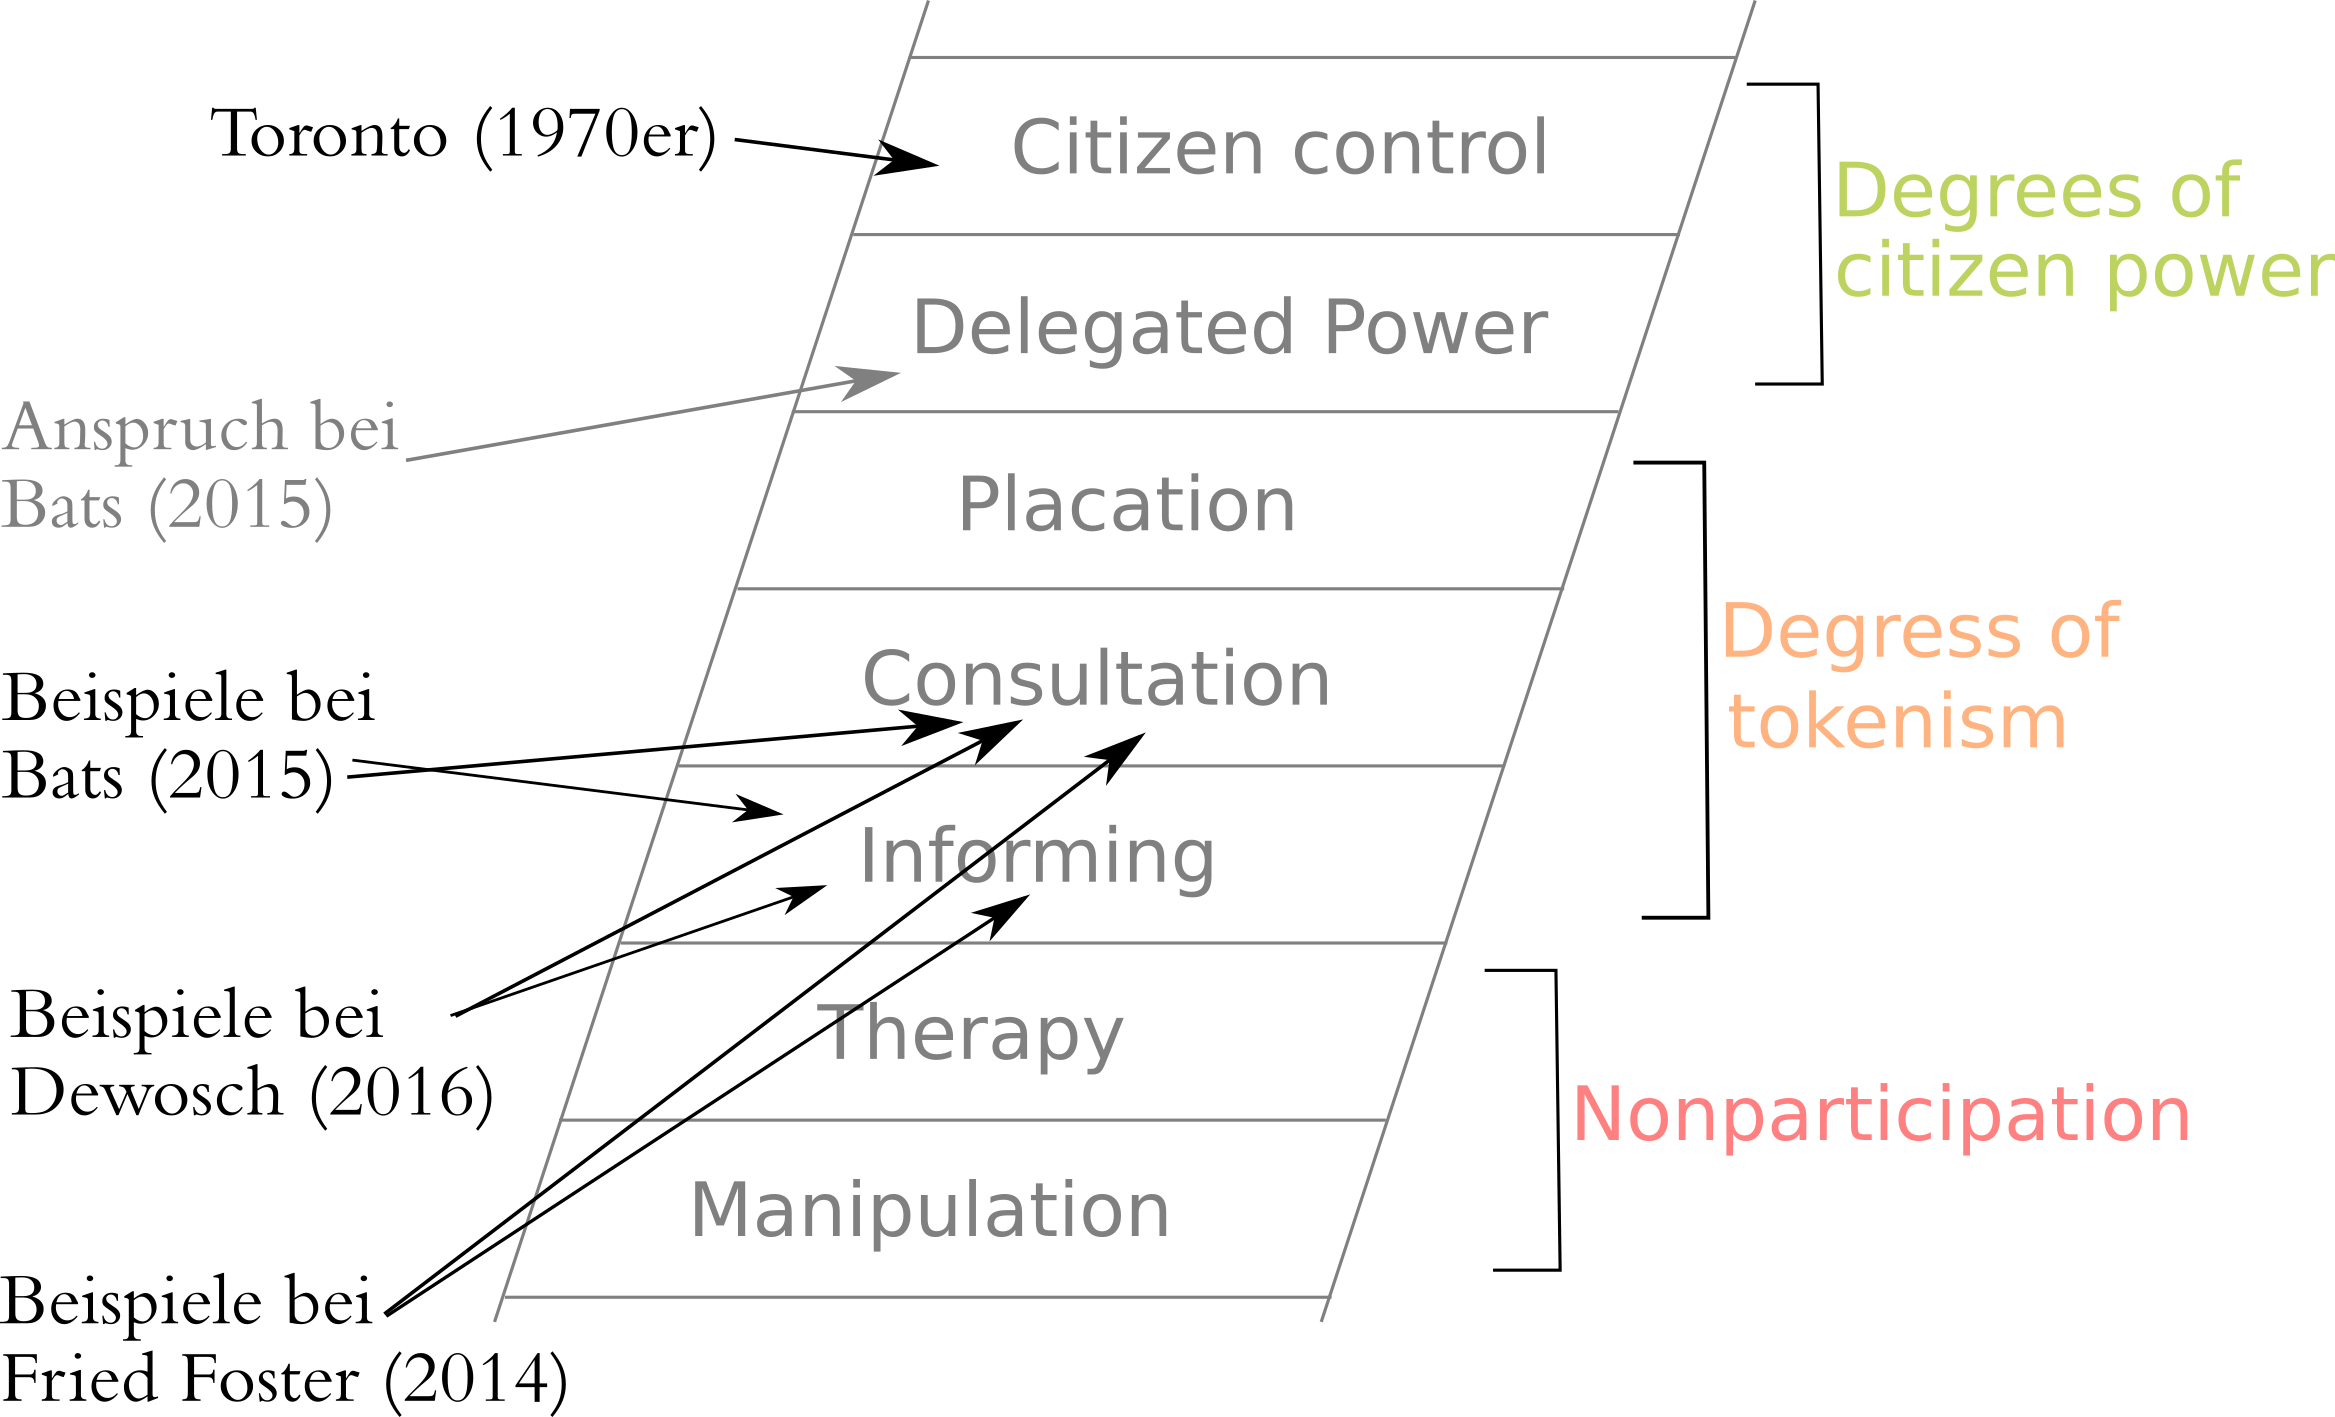 Toronto (1970er)
Citizen control
Degrees of
citizen power
Delegated Power
Anspruch bei
Bats (2015)
Placation
Degress of
tokenism
Consultation
Beispiele bei
Bats (2015)
Informing
Beispiele bei
Dewosch (2016)
Therapy
Nonparticipation
Manipulation
Beispiele bei
Fried Foster (2014)